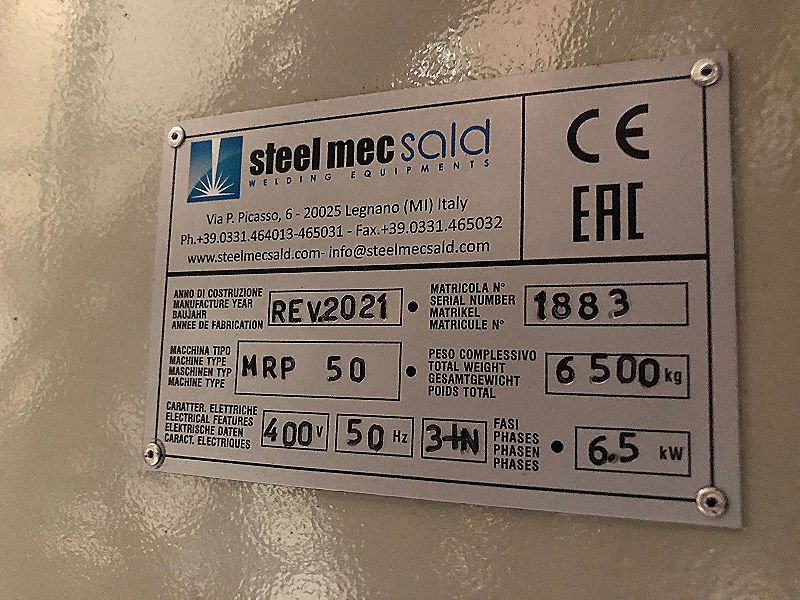 steel mec sald
WELDING EQUIPMENTS
Via P. Picasso, 6 - 20025 Legnano (MI) Italy
Ph.+39.0331.464013-465031 - Fax.+39.0331.465032
www.steelmecsald.com- info@steelmecsald.com
CE
EAC
ANNO DI COSTRUZIONE
MANUFACTURE YEAR
BAUJAHR
ANNEE DE FABRICATION
REV.2021
MATRICOLA N°
SERIAL NUMBER
MATRIKEL
MATRICULE N°
1883
MACCHINA TIPO
MACHINE TYPE
MASCHINEN TYP
MACHINE TYPE
MRP 50
PESO COMPLESSIVO
TOTAL WEIGHT
GESAMTGEWICHT
POIDS TOTAL
6 500 kg
CARATTER. ELETTRICHE
ELECTRICAL FEATURES
ELEKTRISCHE DATEN
CARACT. ELECTRIQUES
400 V
50 Hz
3+N
FASI
PHASES
PHASEN
PHASES
6.5 kW